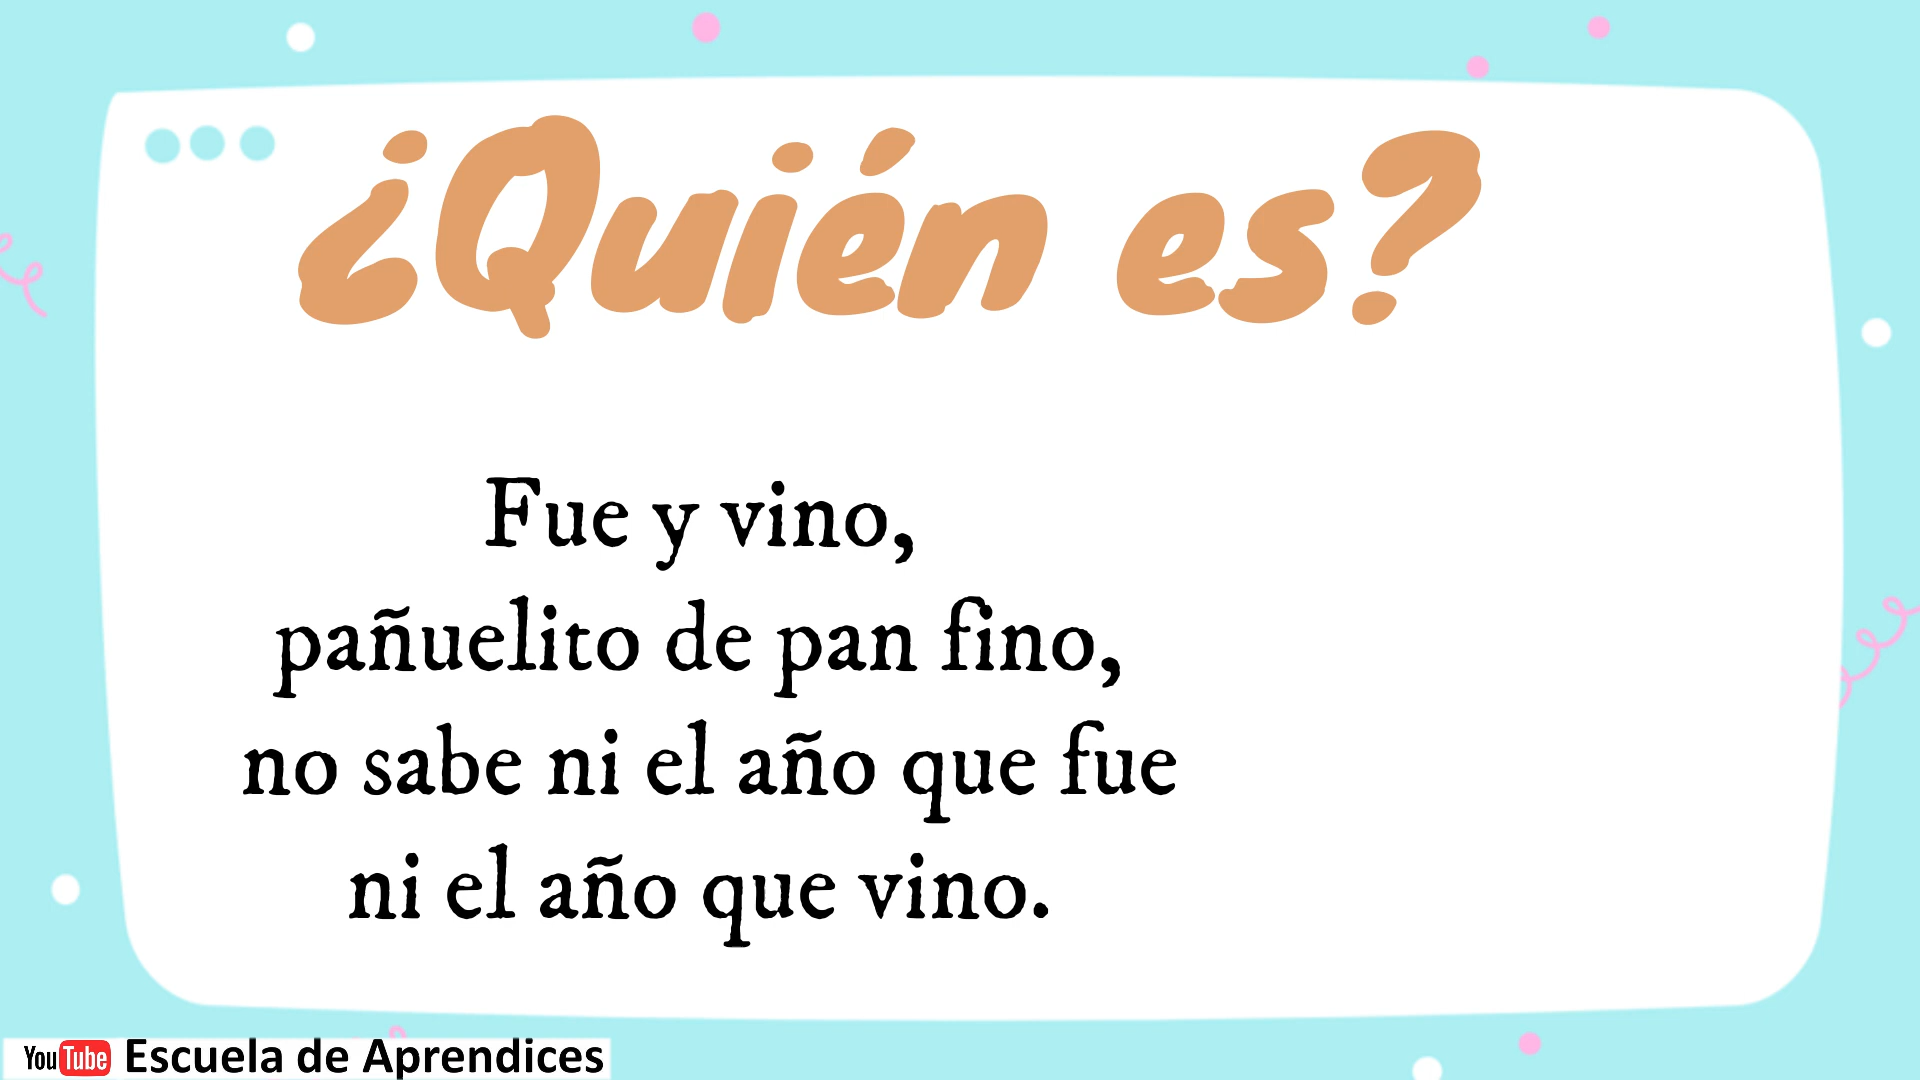 ¿Quién es?
Fue y vino,
pañuelito de pan fino,
no sabe ni el año que fue
ni el año que vino.
YouTube Escuela de Aprendices